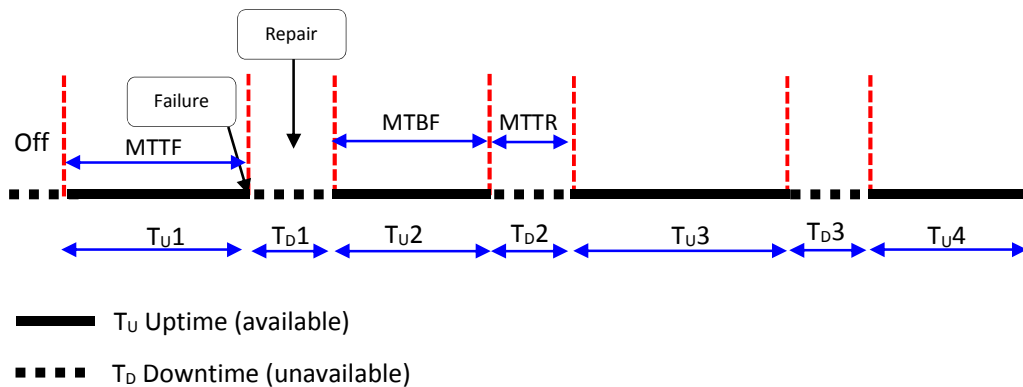 Repair
Failure
Off
MTTF
MTBF
MTTR
TU1
TD1
TU2
TD2
TU3
TD3
TU4
TU Uptime (available)
TD Downtime (unavailable)